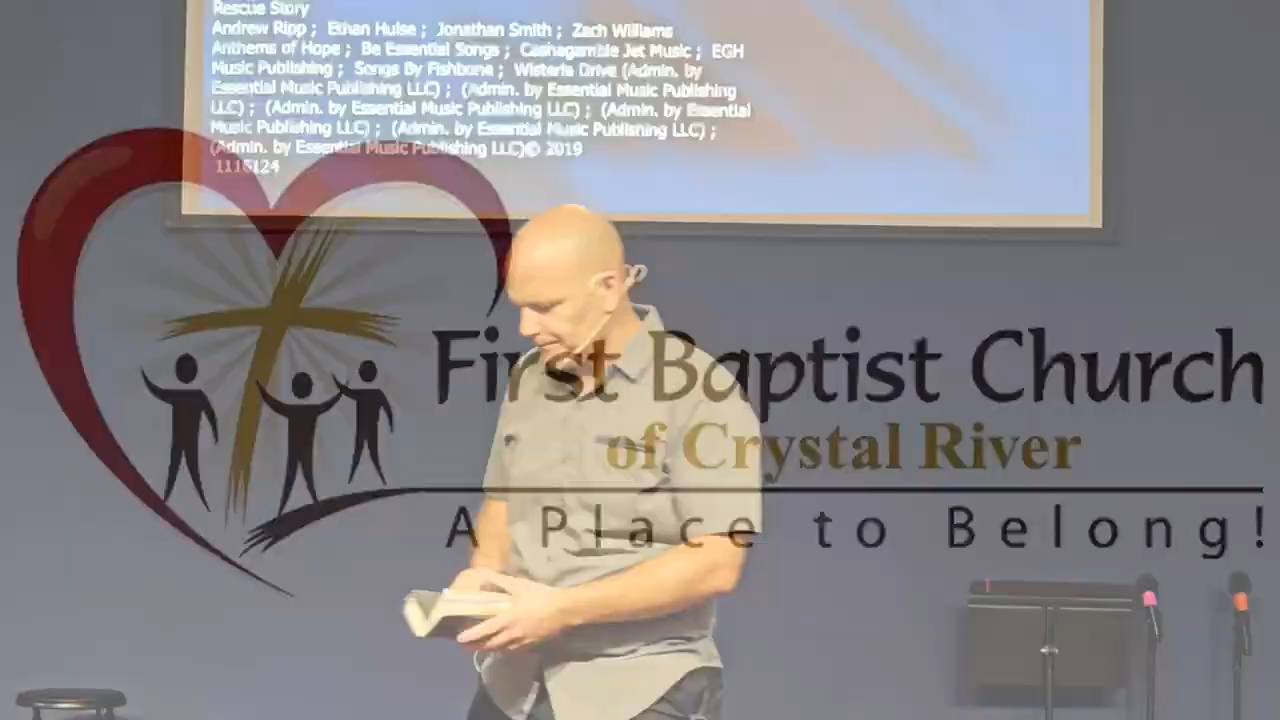 Rescue Story
Andrew Ripp ; Ethan Hulse ; Jonathan Smith ; Zach Williams
Anthems of Hope ; Be Essential Songs ; Cashagamble Jet Music ; EGH
Music Publishing ; Songs By Fishbone ; Wisteria Drive (Admin. by
Essential Music Publishing LLC) ; (Admin. by Essential Music Publishing
LLC) ; (Admin. by Essential Music Publishing LLC) ; (Admin. by Essential
Music Publishing LLC) ; (Admin. by Essential Music Publishing LLC) ;
(Admin. by Essential Music Publishing LLC)© 2019
1115124
First Baptist Church
of Crystal River
A Place to Belong!